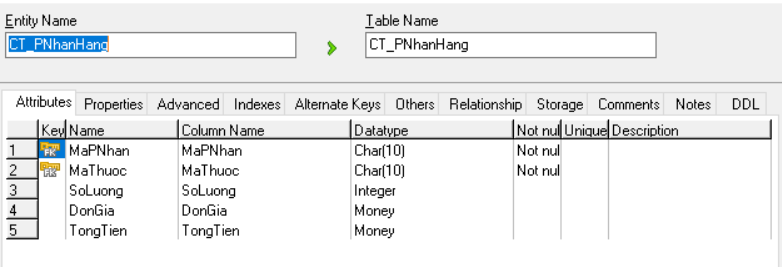 Entity Name Table Name
CT_PNhanHang CT_PNhanHang
Attributes Properties Advanced Indexes Alternate Keys Others Relationship Storage Comments Notes DDL
Key Name Column Name Datatype Not nul Unique Description
1 FK MaPNhan MaPNhan Char(10) Not nul
2 FK MaThuoc MaThuoc Char(10) Not nul
3 SoLuong SoLuong Integer
4 DonGia DonGia Money
5 TongTien TongTien Money